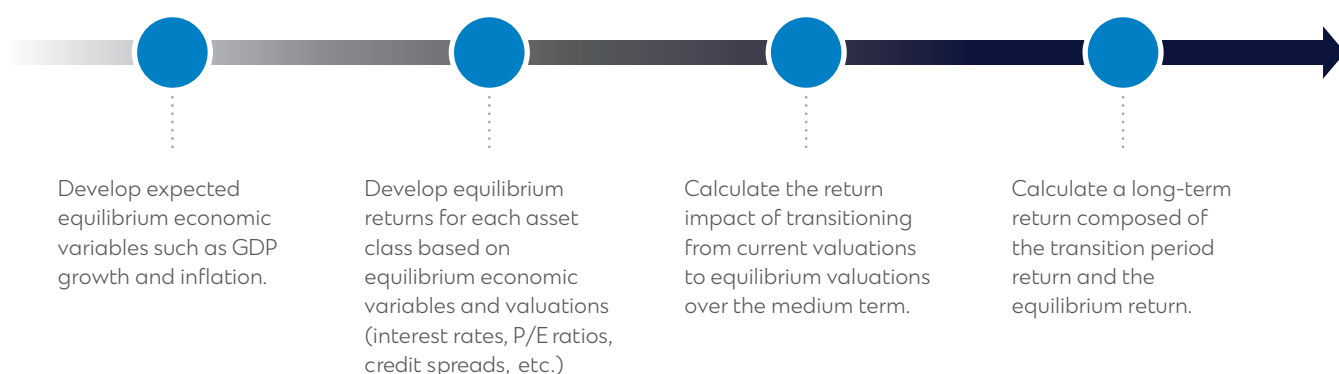 Develop expected
equilibrium economic
variables such as GDP
growth and inflation.
Develop equilibrium
returns for each asset
class based on
equilibrium economic
variables and valuations
(interest rates, P/E ratios,
credit spreads, etc.)
Calculate the return
impact of transitioning
from current valuations
to equilibrium valuations
over the medium term.
Calculate a long-term
return composed of
the transition period
return and the
equilibrium return.